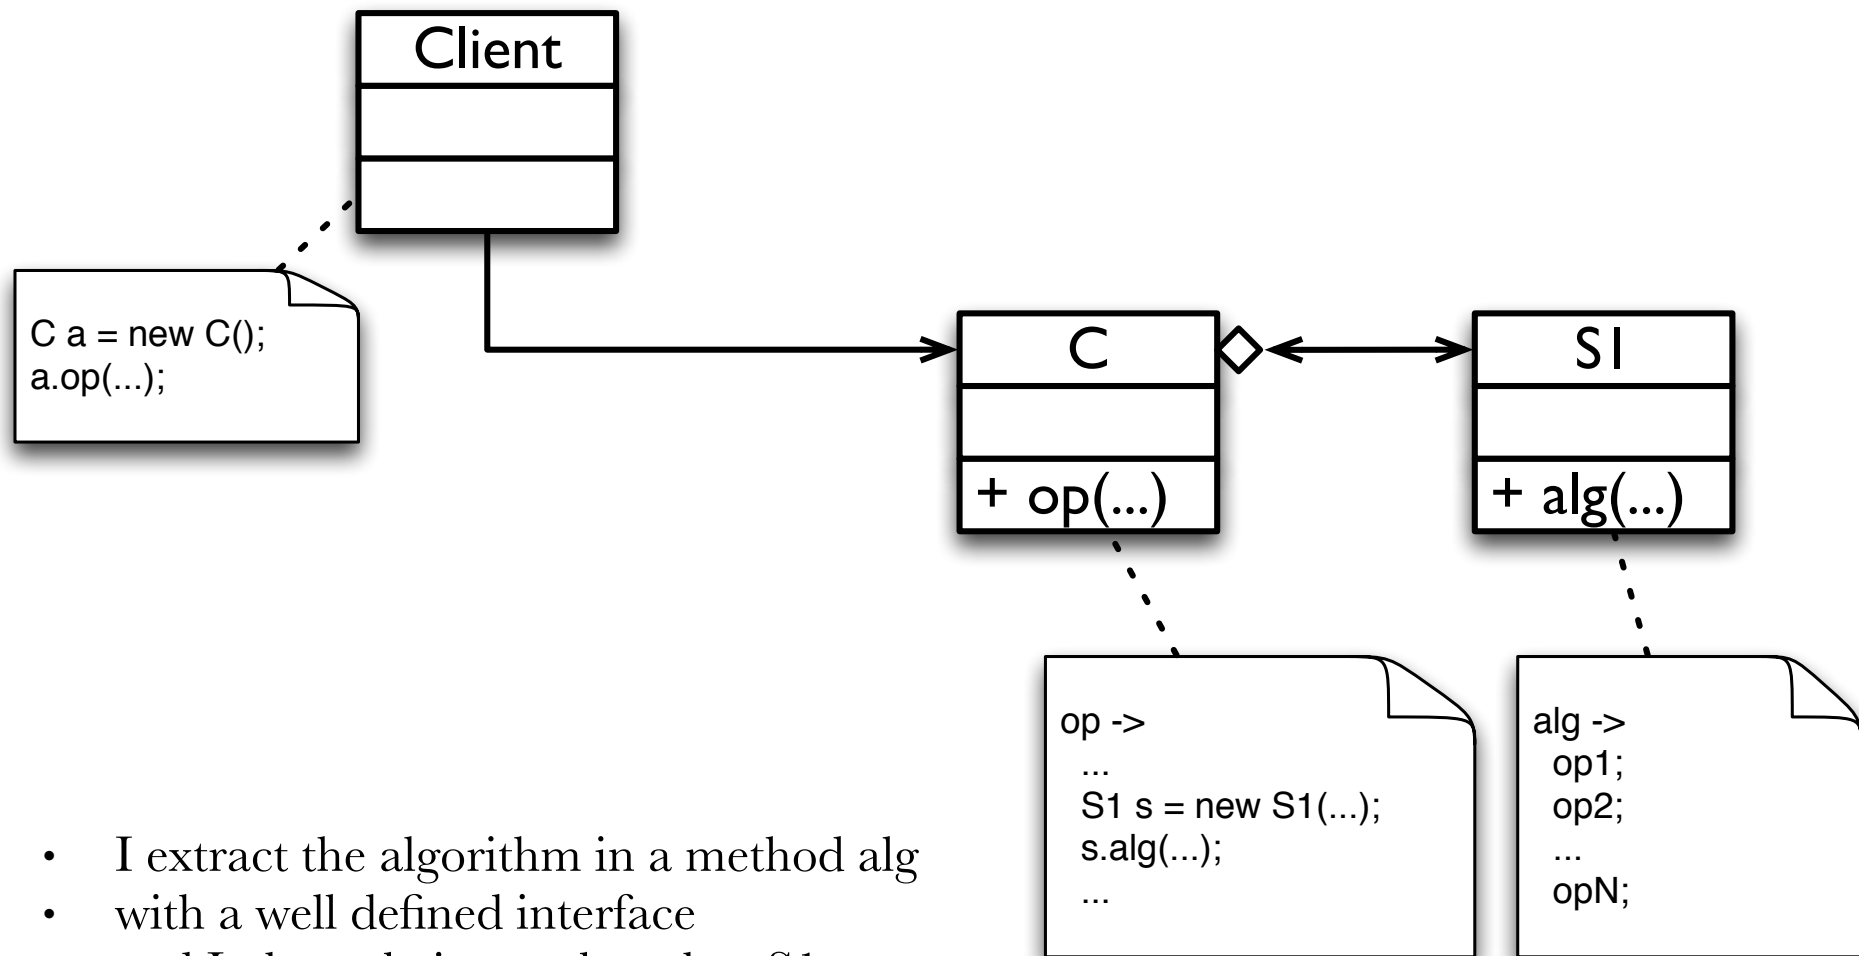 Client
C a = new C();
a.op(...);
C
+ op(...)
S1
+ alg(...)
op ->
...
S1 s = new S1(...);
s.alg(...);
...
alg ->
op1;
op2;
...
opN;
• I extract the algorithm in a method alg
• with a well defined interface